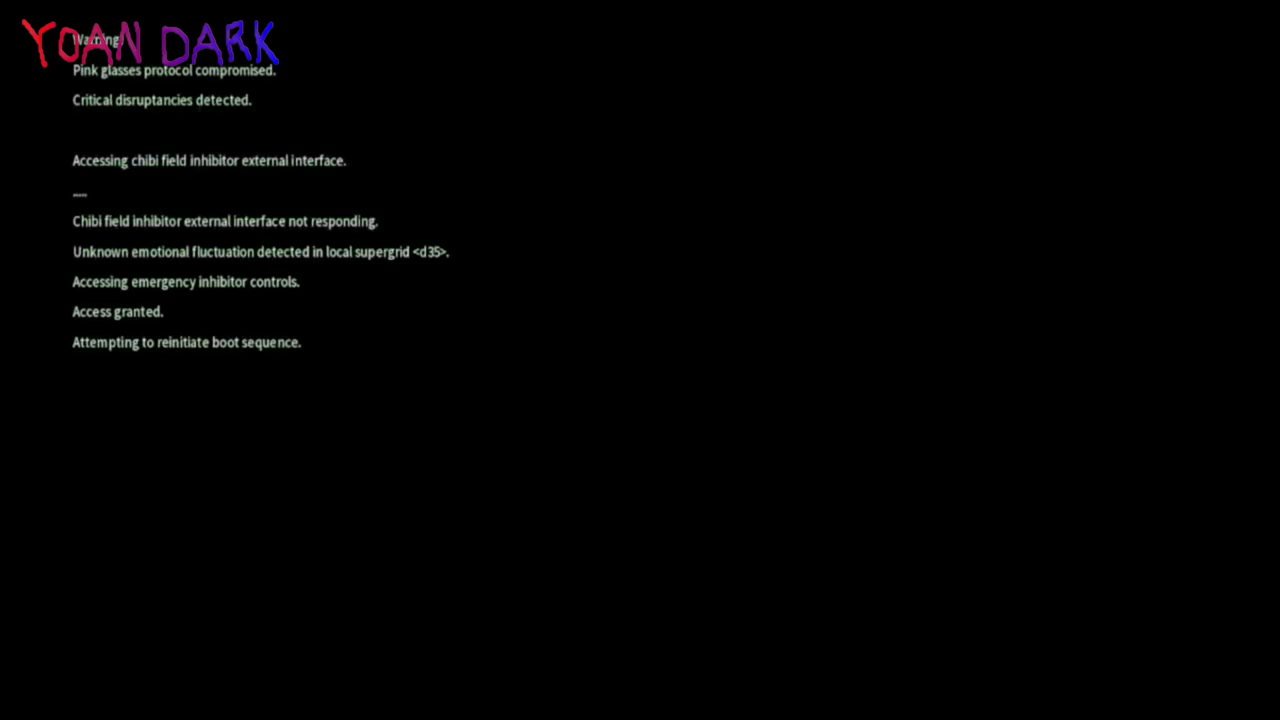 YOAN DARK
Warning!
Pink glasses protocol compromised.
Critical disruptancies detected.
Accessing chibi field inhibitor external interface.
.....
Chibi field inhibitor external interface not responding.
Unknown emotional fluctuation detected in local supergrid <d35>.
Accessing emergency inhibitor controls.
Access granted.
Attempting to reinitiate boot sequence.